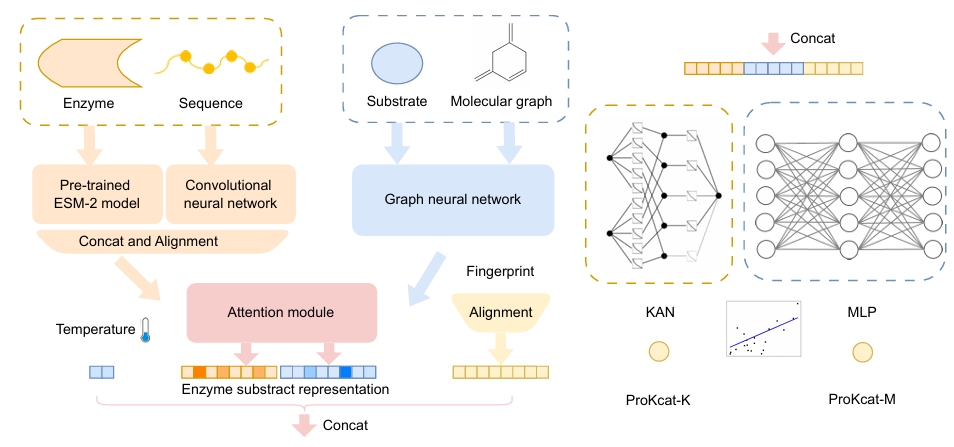 Enzyme
Sequence
Substrate
Molecular graph
Pre-trained
ESM-2 model
Convolutional
neural network
Concat and Alignment
Graph neural network
Fingerprint
Attention module
Alignment
Temperature
Enzyme substract representation
Concat
Concat
KAN
MLP
ProKcat-K
ProKcat-M